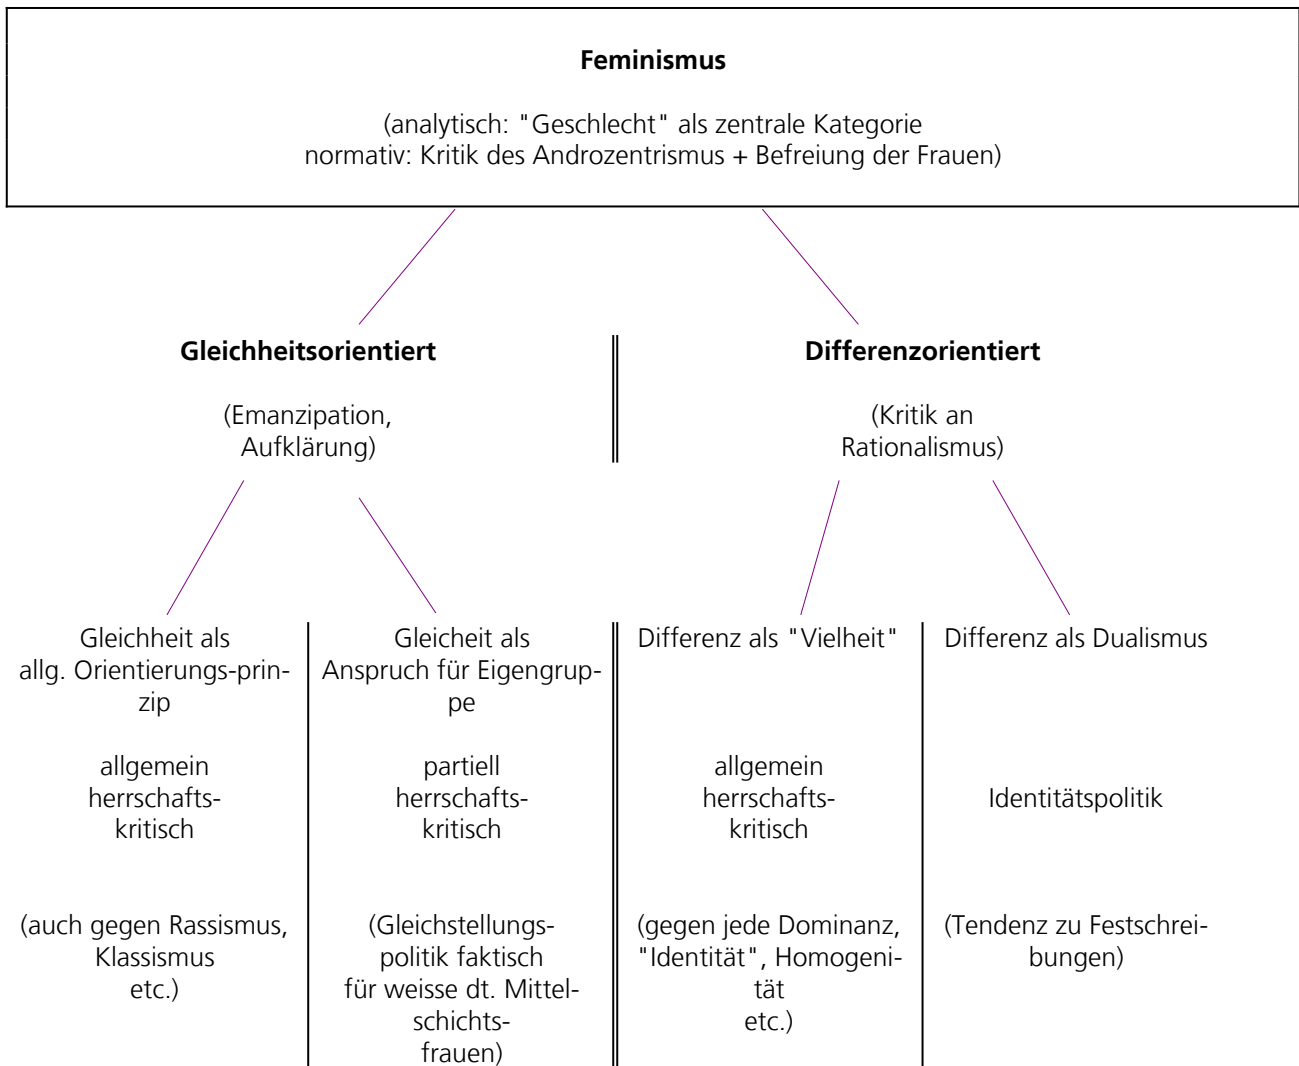 Feminismus
(analytisch: "Geschlecht" als zentrale Kategorie
normativ: Kritik des Androzentrismus + Befreiung der Frauen)
Gleichheitsorientiert
(Emanzipation,
Aufklärung)
Differenzorientiert
(Kritik an
Rationalismus)
Gleichheit als
allg. Orientierungs-prin-
zip
allgemein
herrschafts-
kritisch
(auch gegen Rassismus,
Klassismus
etc.)
Gleicheit als
Anspruch für Eigengrup-
pe
partiell
herrschafts-
kritisch
(Gleichstellungs-
politik faktisch
für weisse dt. Mittel-
schichts-
frauen)
Differenz als "Vielheit"
allgemein
herrschafts-
kritisch
(gegen jede Dominanz,
"Identität", Homogeni-
tät
etc.)
Differenz als Dualismus
Identitätspolitik
(Tendenz zu Festschrei-
bungen)